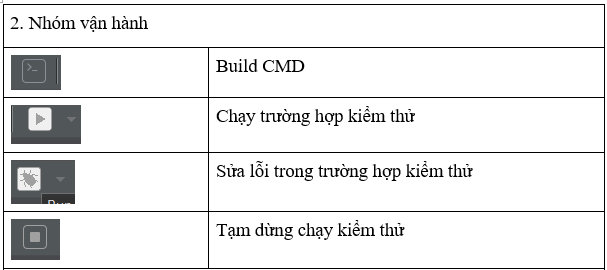 2. Nhóm vận hành
Build CMD
Chạy trường hợp kiểm thử
Sửa lỗi trong trường hợp kiểm thử
Tạm dừng chạy kiểm thử